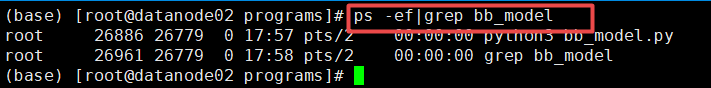 (base) [root@datanode02 programs]# ps -ef|grep bb_model
root     26886 26779  0 17:57 pts/2    00:00:00 python3 bb_model.py
root     26961 26779  0 17:58 pts/2    00:00:00 grep bb_model
(base) [root@datanode02 programs]#